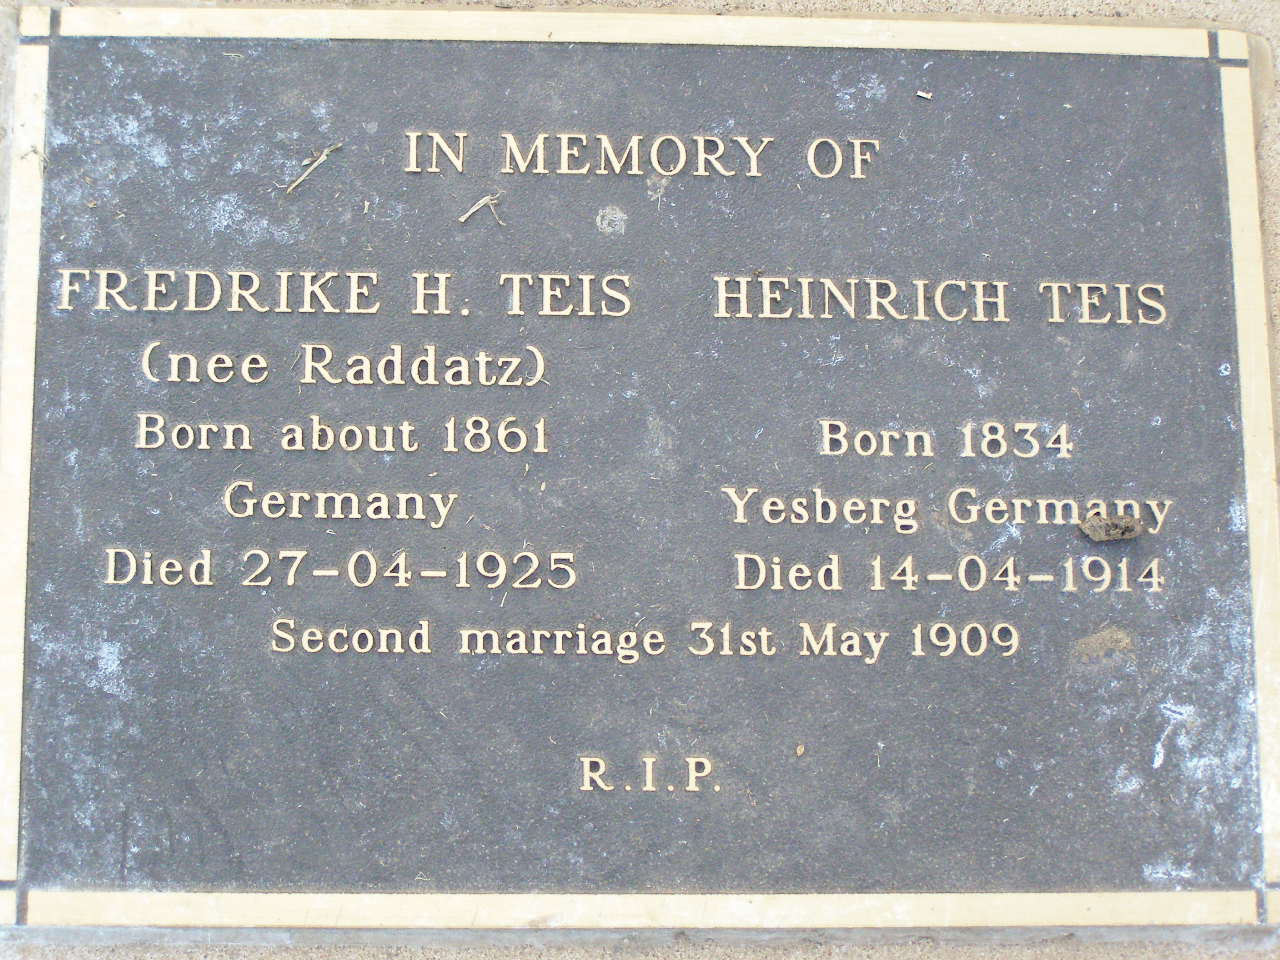 IN MEMORY OF
FREDRIKE H. TEIS
(nee Raddatz)
Born about 1861
Germany
Died 27-04-1925
HEINRICH TEIS
Born 1834
Yesberg Germany
Died 14-04-1914
Second marriage 31st May 1909
R.I.P.